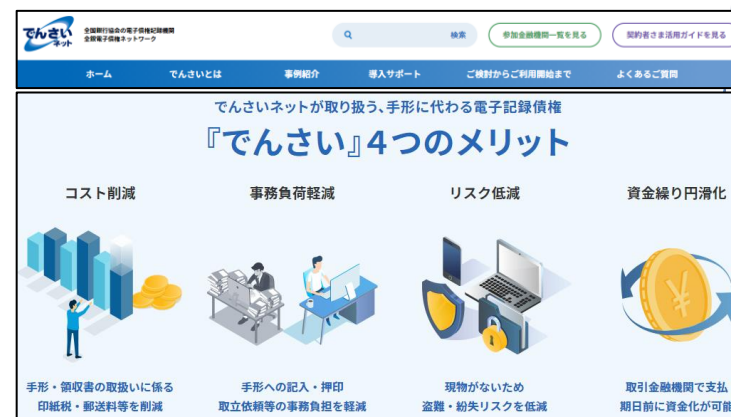 でんさい
ネット
全国銀行協会の電子債権記録機関
全銀電子債権ネットワーク
検索
参加金融機関一覧を見る
契約者さま活用ガイドを見る
ホーム
でんさいとは
事例紹介
導入サポート
ご検討からご利用開始まで
よくあるご質問
でんさいネットが取り扱う、手形に代わる電子記録債権
『でんさい』4つのメリット
コスト削減
事務負荷軽減
リスク低減
資金繰り円滑化
手形・領収書の取扱いに係る
印紙税・郵送料等を削減
手形への記入・押印
取立依頼等の事務負担を軽減
現物がないため
盗難・紛失リスクを低減
取引金融機関で支払
期日前に資金化が可能